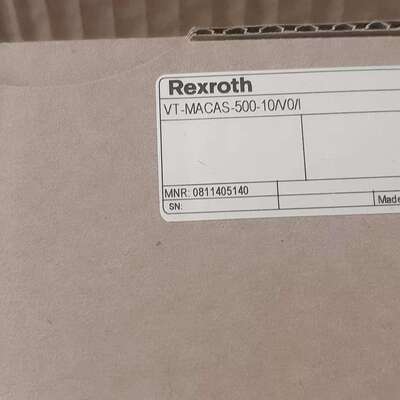 Rexroth
VT-MACAS-500-10/V0/I
MNR: 0811405140
SN:
Made